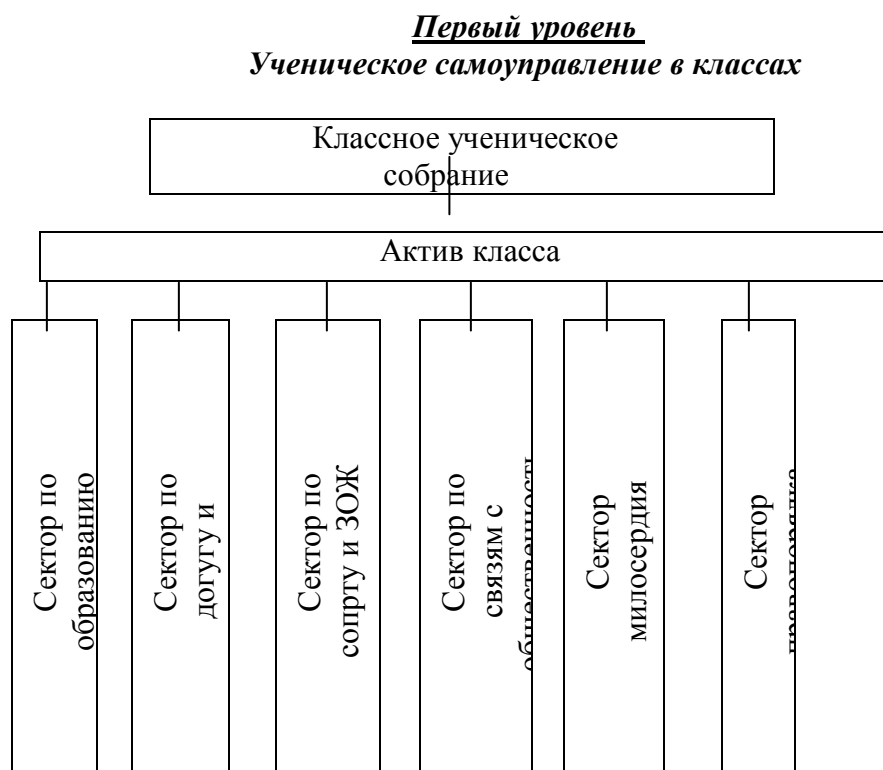 Первый уровень
Ученическое самоуправление в классах
Классное ученическое
собрание
Актив класса
Сектор по
образованию
Сектор по
догугу и
Сектор по
сопрту и ЗОЖ
Сектор по
связям с
Сектор
милосердия
Сектор
правопорядка